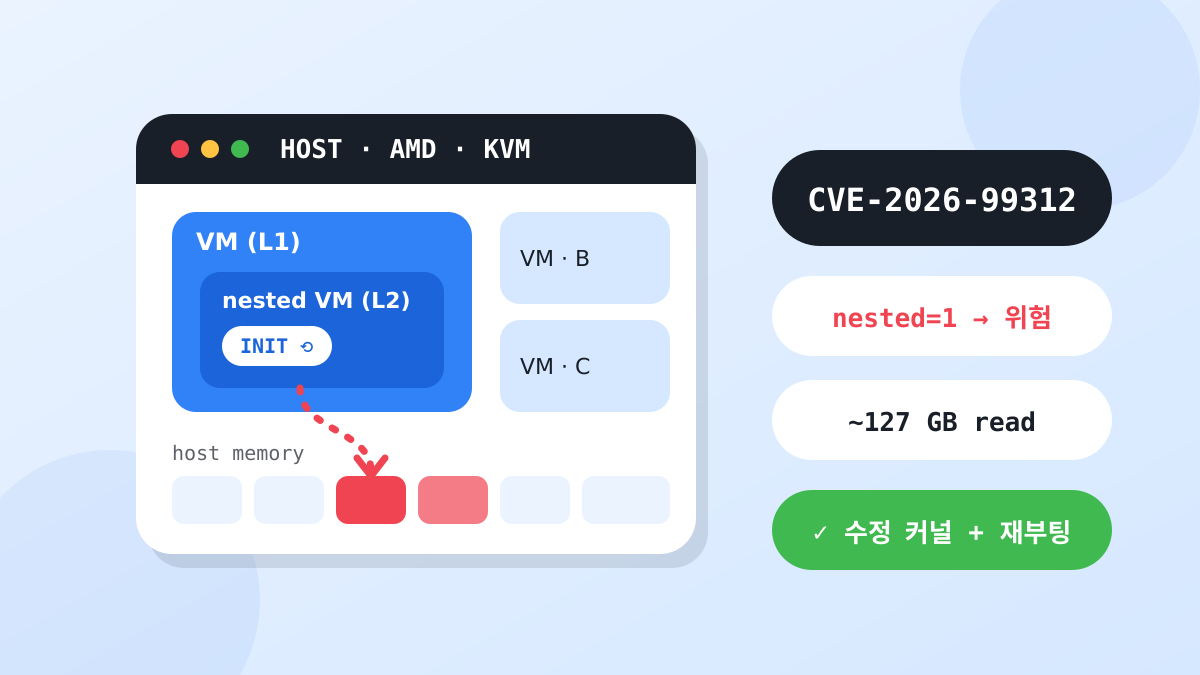 HOST · AMD · KVM
VM (L1)
nested VM (L2)
INIT ⟲
VM · B
VM · C
host memory
CVE-2026-99312
nested=1 → 위험
~127 GB read
✓ 수정 커널 + 재부팅